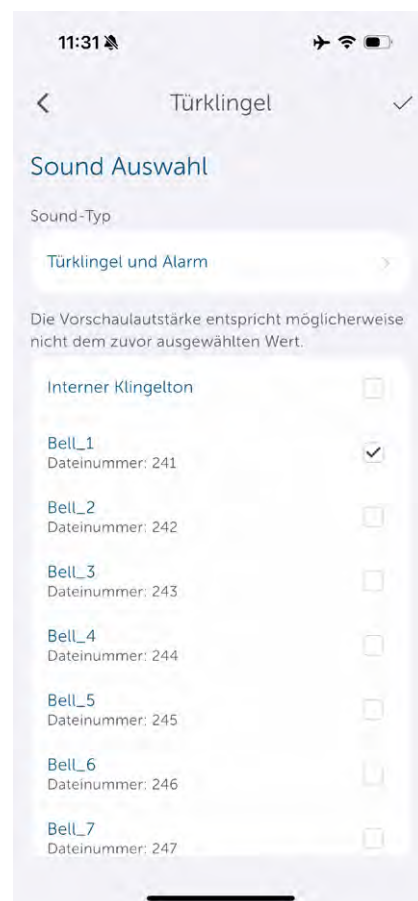 11:31
Türklingel
Sound Auswahl
Sound-Typ
Türklingel und Alarm
Die Vorschaulautstärke entspricht möglicherweise
nicht dem zuvor ausgewählten Wert.
Interner Klingelton
Bell_1
Dateinummer: 241
Bell_2
Dateinummer: 242
Bell_3
Dateinummer: 243
Bell_4
Dateinummer: 244
Bell_5
Dateinummer: 245
Bell_6
Dateinummer: 246
Bell_7
Dateinummer: 247